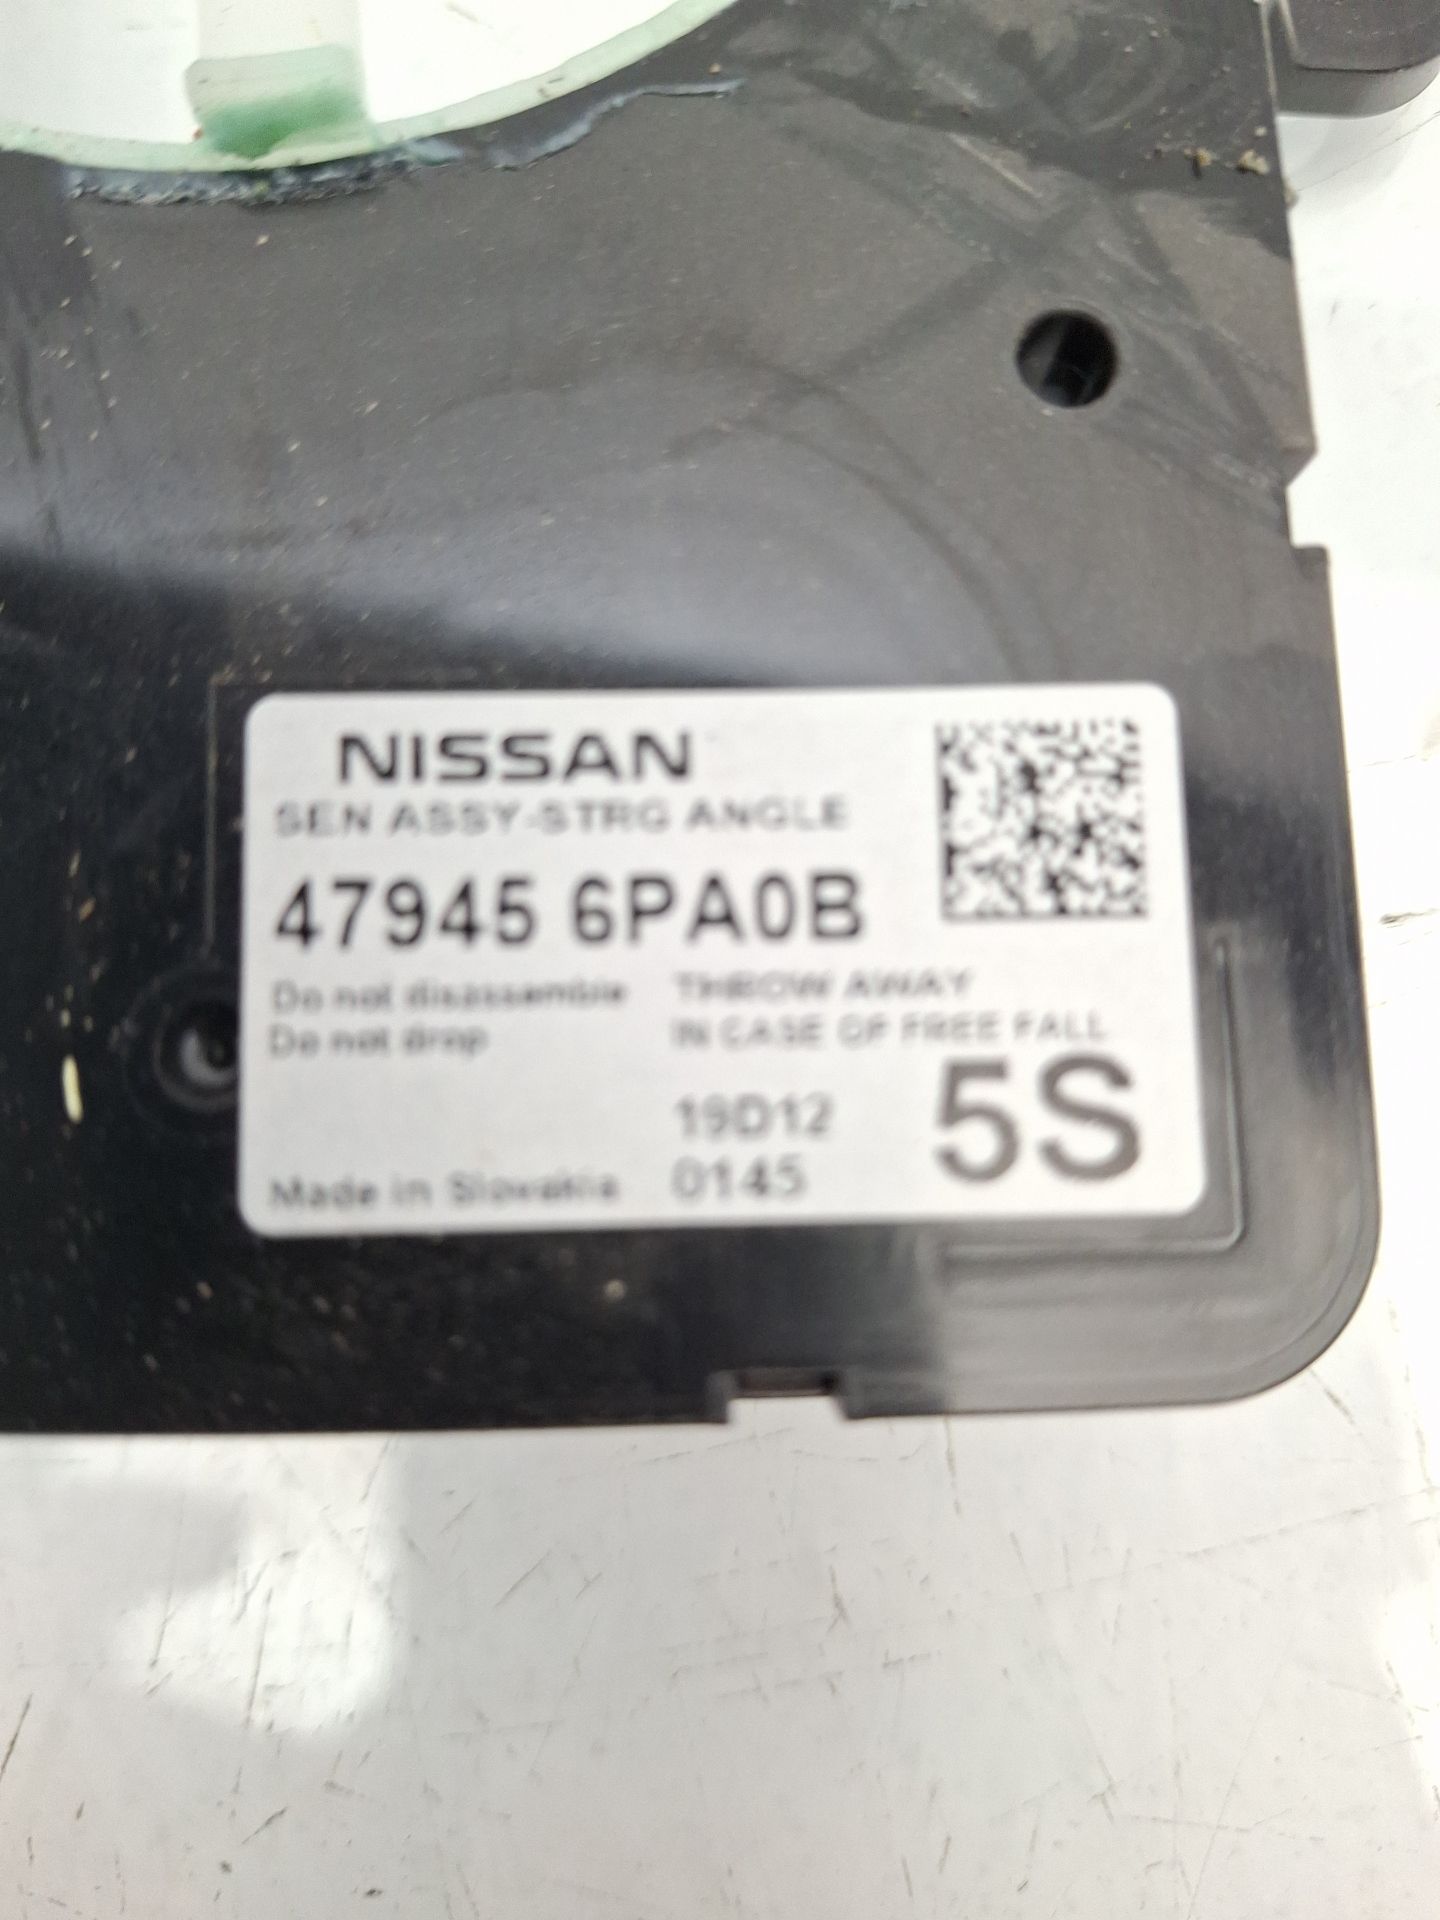 NISSAN
SEN ASSY-STRG ANGLE
47945 6PA0B
Do not disassemble THROW AWAY
Do not drop IN CASE OF FREE FALL
19D12 5S
Made in Slovakia 0145